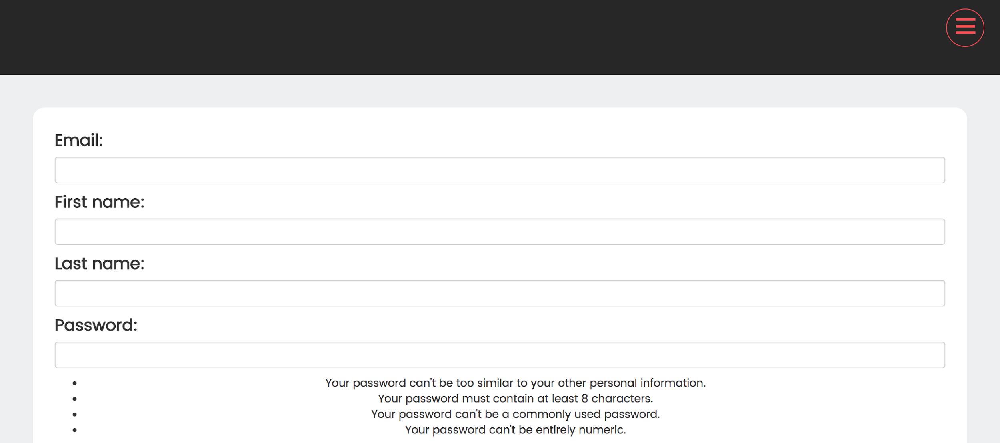 Email:
First name:
Last name:
Password:
• Your password can't be too similar to your other personal information.
• Your password must contain at least 8 characters.
• Your password can't be a commonly used password.
• Your password can't be entirely numeric.